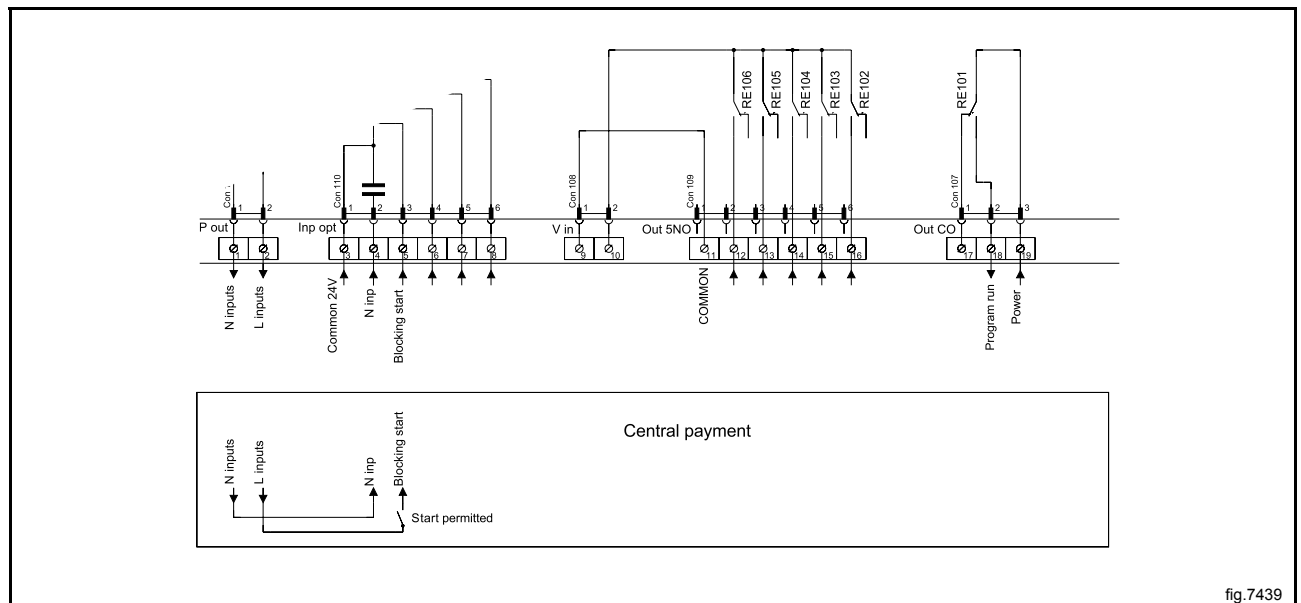 RE106
RE105
RE104
RE103
RE102
RE101
Con
1 2
Con 110
1 2 3 4 5 6
Con 108
1 2
Con 109
1 2 3 4 5 6
Con 107
1 2 3
P out
Inp opt
V in
Out 5NO
Out CO
1 2 3 4 5 6 7 8 9 10 11 12 13 14 15 16 17 18 19
N inputs
L inputs
Common 24V
N inp
Blocking start
COMMON
Program run
Power
Central payment
N inputs
L inputs
N inp
Blocking start
Start permitted
fig.7439